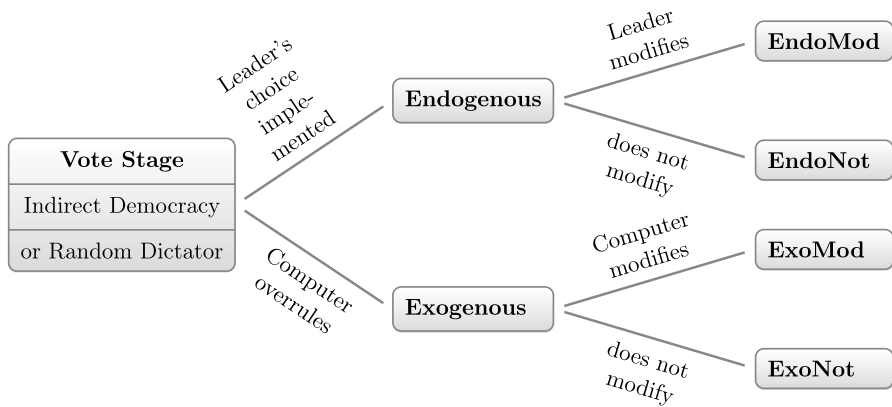 Vote Stage
Indirect Democracy
or Random Dictator
Leader's
choice
imple-
mented
Computer
overrules
Endogenous
Exogenous
Leader
modifies
does not
modify
Computer
modifies
does not
modify
EndoMod
EndoNot
ExoMod
ExoNot